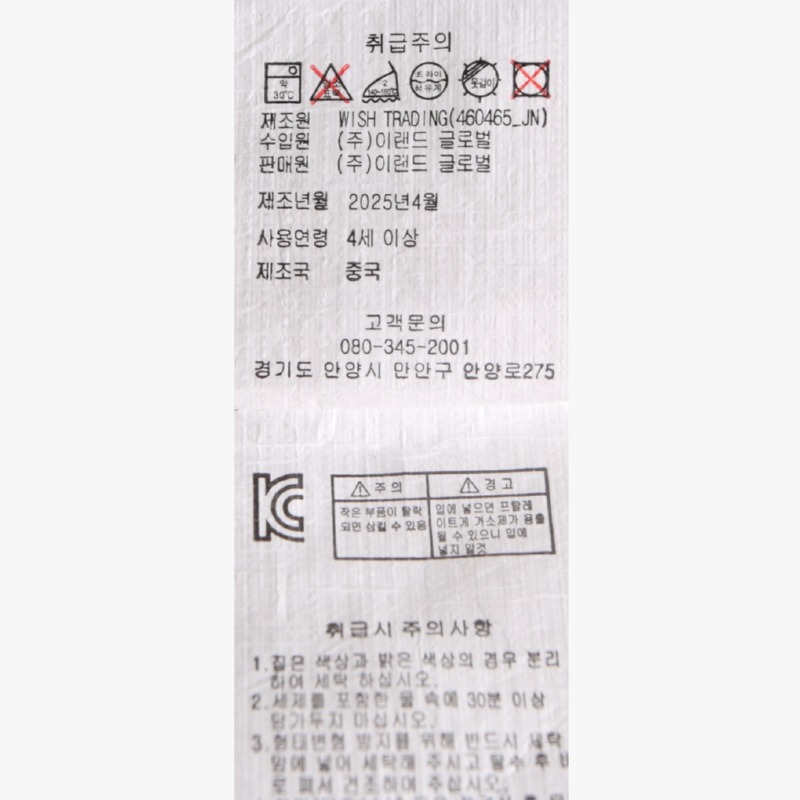 취급주의
약
30℃
염소
표백
2
140~160℃
드라이
석유계
옷걸이
제조원 WISH TRADING(460465_JN)
수입원 (주)이랜드 글로벌
판매원 (주)이랜드 글로벌
제조년월 2025년4월
사용연령 4세 이상
제조국 중국
고객문의
080-345-2001
경기도 안양시 만안구 안양로275
KC
주의
작은 부품이 탈락
되면 삼킬 수 있음
경고
입에 넣으면 프탈레
이트계 가소제가 용출
될 수 있으니 입에
넣지 말것
취급시 주의사항
1.짙은 색상과 밝은 색상의 경우 분리
하여 세탁 하십시오.
2.세제를 포함한 물 속에 30분 이상
담가두지 마십시오.
3.형태변형 방지를 위해 반드시 세탁
망에 넣어 세탁해 주시고 탈수 후 바
로 펴서 건조하여 주십시오.